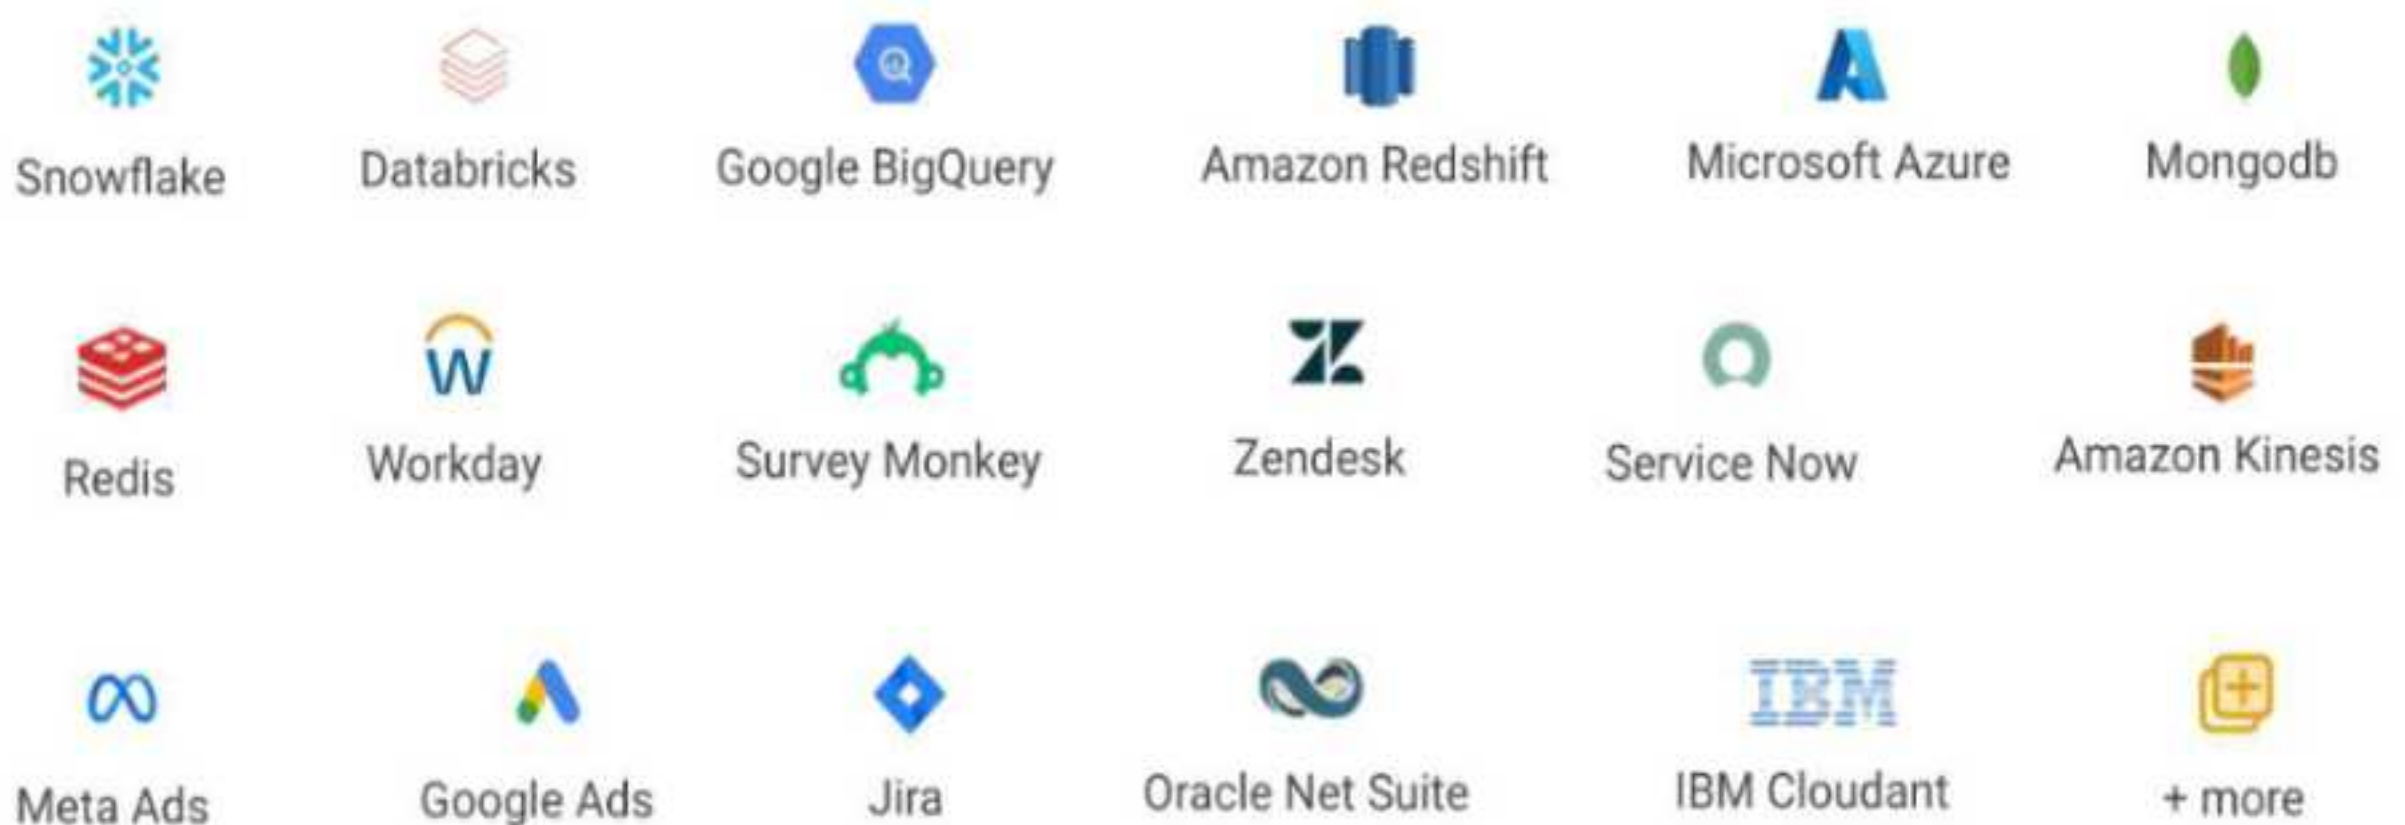 Snowflake Databricks Google BigQuery Amazon Redshift Microsoft Azure Mongodb
Redis Workday Survey Monkey Zendesk Service Now Amazon Kinesis
IBM
Meta Ads Google Ads Jira Oracle Net Suite IBM Cloudant + more